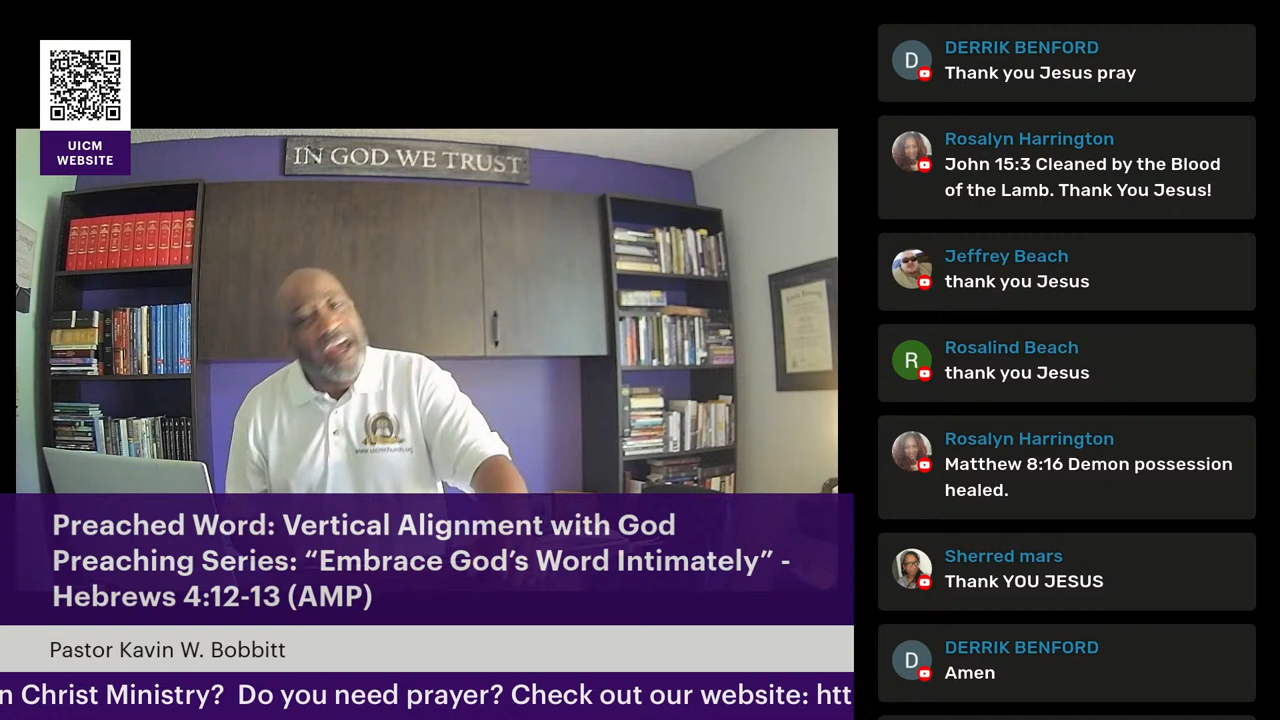 UICM
WEBSITE
IN GOD WE TRUST
Preached Word: Vertical Alignment with God
Preaching Series: “Embrace God’s Word Intimately” -
Hebrews 4:12-13 (AMP)
Pastor Kavin W. Bobbitt
n Christ Ministry?  Do you need prayer? Check out our website: htt
D
DERRIK BENFORD
Thank you Jesus pray
Rosalyn Harrington
John 15:3 Cleaned by the Blood
of the Lamb. Thank You Jesus!
Jeffrey Beach
thank you Jesus
R
Rosalind Beach
thank you Jesus
Rosalyn Harrington
Matthew 8:16 Demon possession
healed.
Sherred mars
Thank YOU JESUS
D
DERRIK BENFORD
Amen